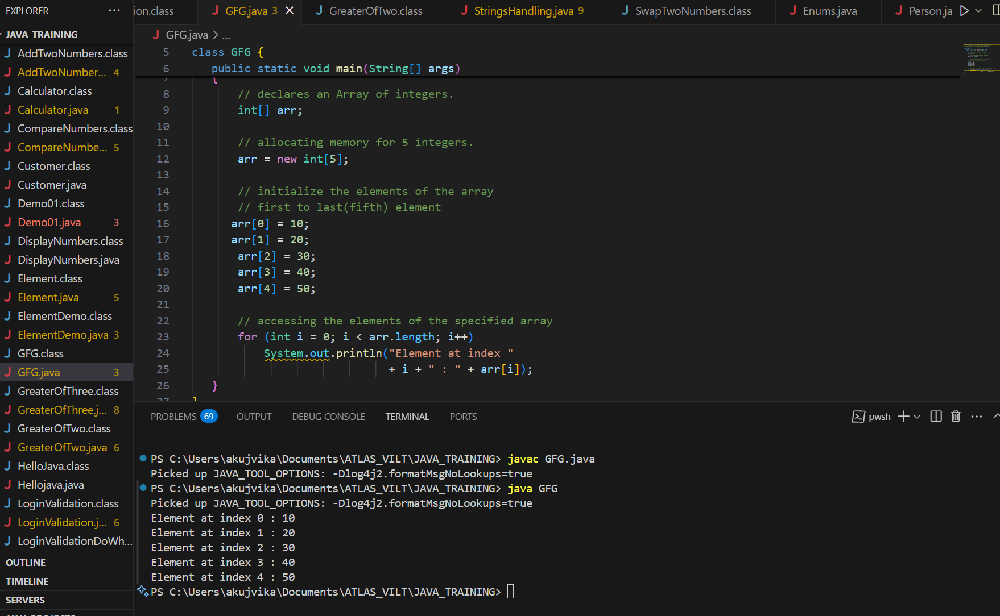 EXPLORER
ion.class
GFG.java 3
GreaterOfTwo.class
StringsHandling.java 9
SwapTwoNumbers.class
Enums.java
Person.ja
JAVA_TRAINING
AddTwoNumbers.class
AddTwoNumber... 4
Calculator.class
Calculator.java 1
CompareNumbers.class
CompareNumbe... 5
Customer.class
Customer.java
Demo01.class
Demo01.java 3
DisplayNumbers.class
DisplayNumbers.java
Element.class
Element.java 5
ElementDemo.class
ElementDemo.java 3
GFG.class
GFG.java 3
GreaterOfThree.class
GreaterOfThree.j... 8
GreaterOfTwo.class
GreaterOfTwo.java 6
HelloJava.class
Hellojava.java
LoginValidation.class
LoginValidation.j... 6
LoginValidationDoWh...
OUTLINE
TIMELINE
SERVERS
GFG.java > ...
5 class GFG {
6 public static void main(String[] args)
7 {
8 // declares an Array of integers.
9 int[] arr;
10
11 // allocating memory for 5 integers.
12 arr = new int[5];
13
14 // initialize the elements of the array
15 // first to last(fifth) element
16 arr[0] = 10;
17 arr[1] = 20;
18 arr[2] = 30;
19 arr[3] = 40;
20 arr[4] = 50;
21
22 // accessing the elements of the specified array
23 for (int i = 0; i < arr.length; i++)
24 System.out.println("Element at index "
25 + i + " : " + arr[i]);
26 }
27 }
PROBLEMS 69 OUTPUT DEBUG CONSOLE TERMINAL PORTS
pwsh
PS C:\Users\akujvika\Documents\ATLAS_VILT\JAVA_TRAINING> javac GFG.java
Picked up JAVA_TOOL_OPTIONS: -Dlog4j2.formatMsgNoLookups=true
PS C:\Users\akujvika\Documents\ATLAS_VILT\JAVA_TRAINING> java GFG
Picked up JAVA_TOOL_OPTIONS: -Dlog4j2.formatMsgNoLookups=true
Element at index 0 : 10
Element at index 1 : 20
Element at index 2 : 30
Element at index 3 : 40
Element at index 4 : 50
PS C:\Users\akujvika\Documents\ATLAS_VILT\JAVA_TRAINING>